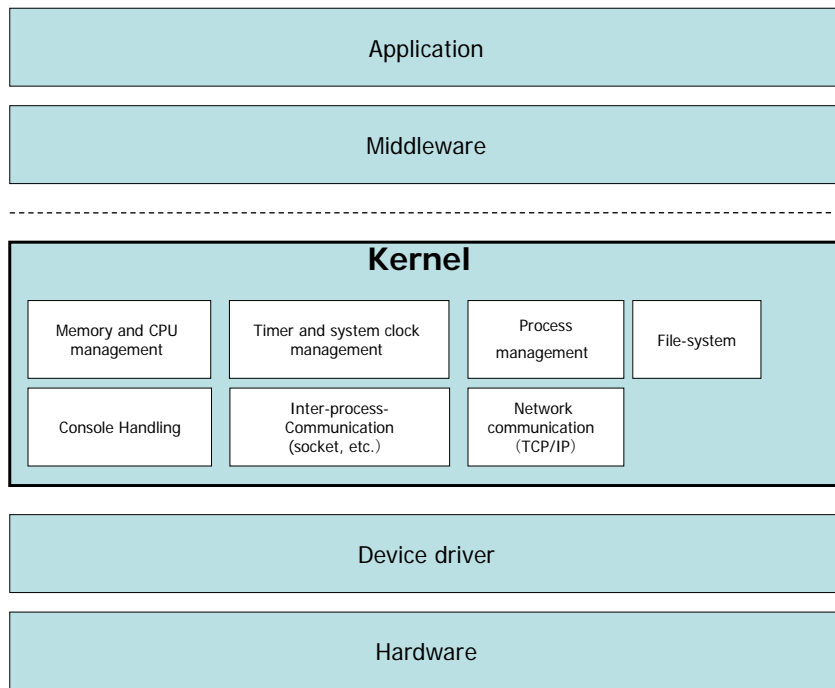 Application
Middleware
Kernel
Memory and CPU
management
Timer and system clock
management
Process
management
File-system
Console Handling
Inter-process-
Communication
(socket, etc.)
Network
communication
(TCP/IP)
Device driver
Hardware